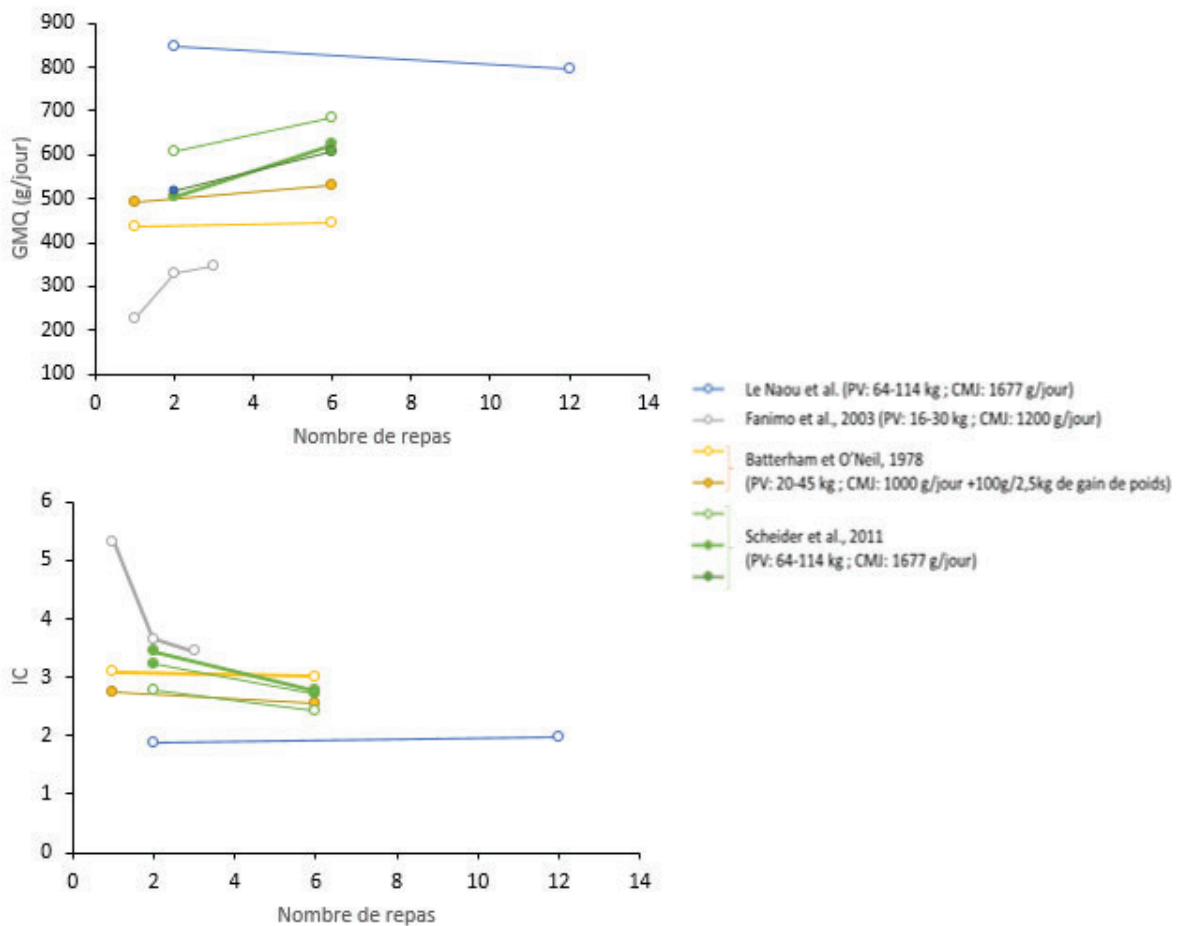 900
800
700
600
500
400
300
200
100
GMQ (g/jour)
0 2 4 6 8 10 12 14
Nombre de repas
Le Naou et al. (PV: 64-114 kg ; CMJ: 1677 g/jour)
Fanimo et al., 2003 (PV: 16-30 kg ; CMJ: 1200 g/jour)
Batterham et O'Neil, 1978
(PV: 20-45 kg ; CMJ: 1000 g/jour +100g/2,5kg de gain de poids)
Scheider et al., 2011
(PV: 64-114 kg ; CMJ: 1677 g/jour)
6
5
4
3
2
1
0
IC
0 2 4 6 8 10 12 14
Nombre de repas